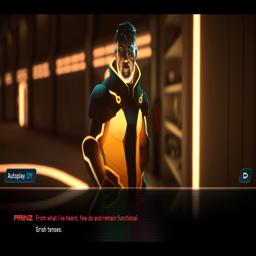 Autoplay Off
PRINZ From what I've heard, few do and remain functional.
Grish tenses.